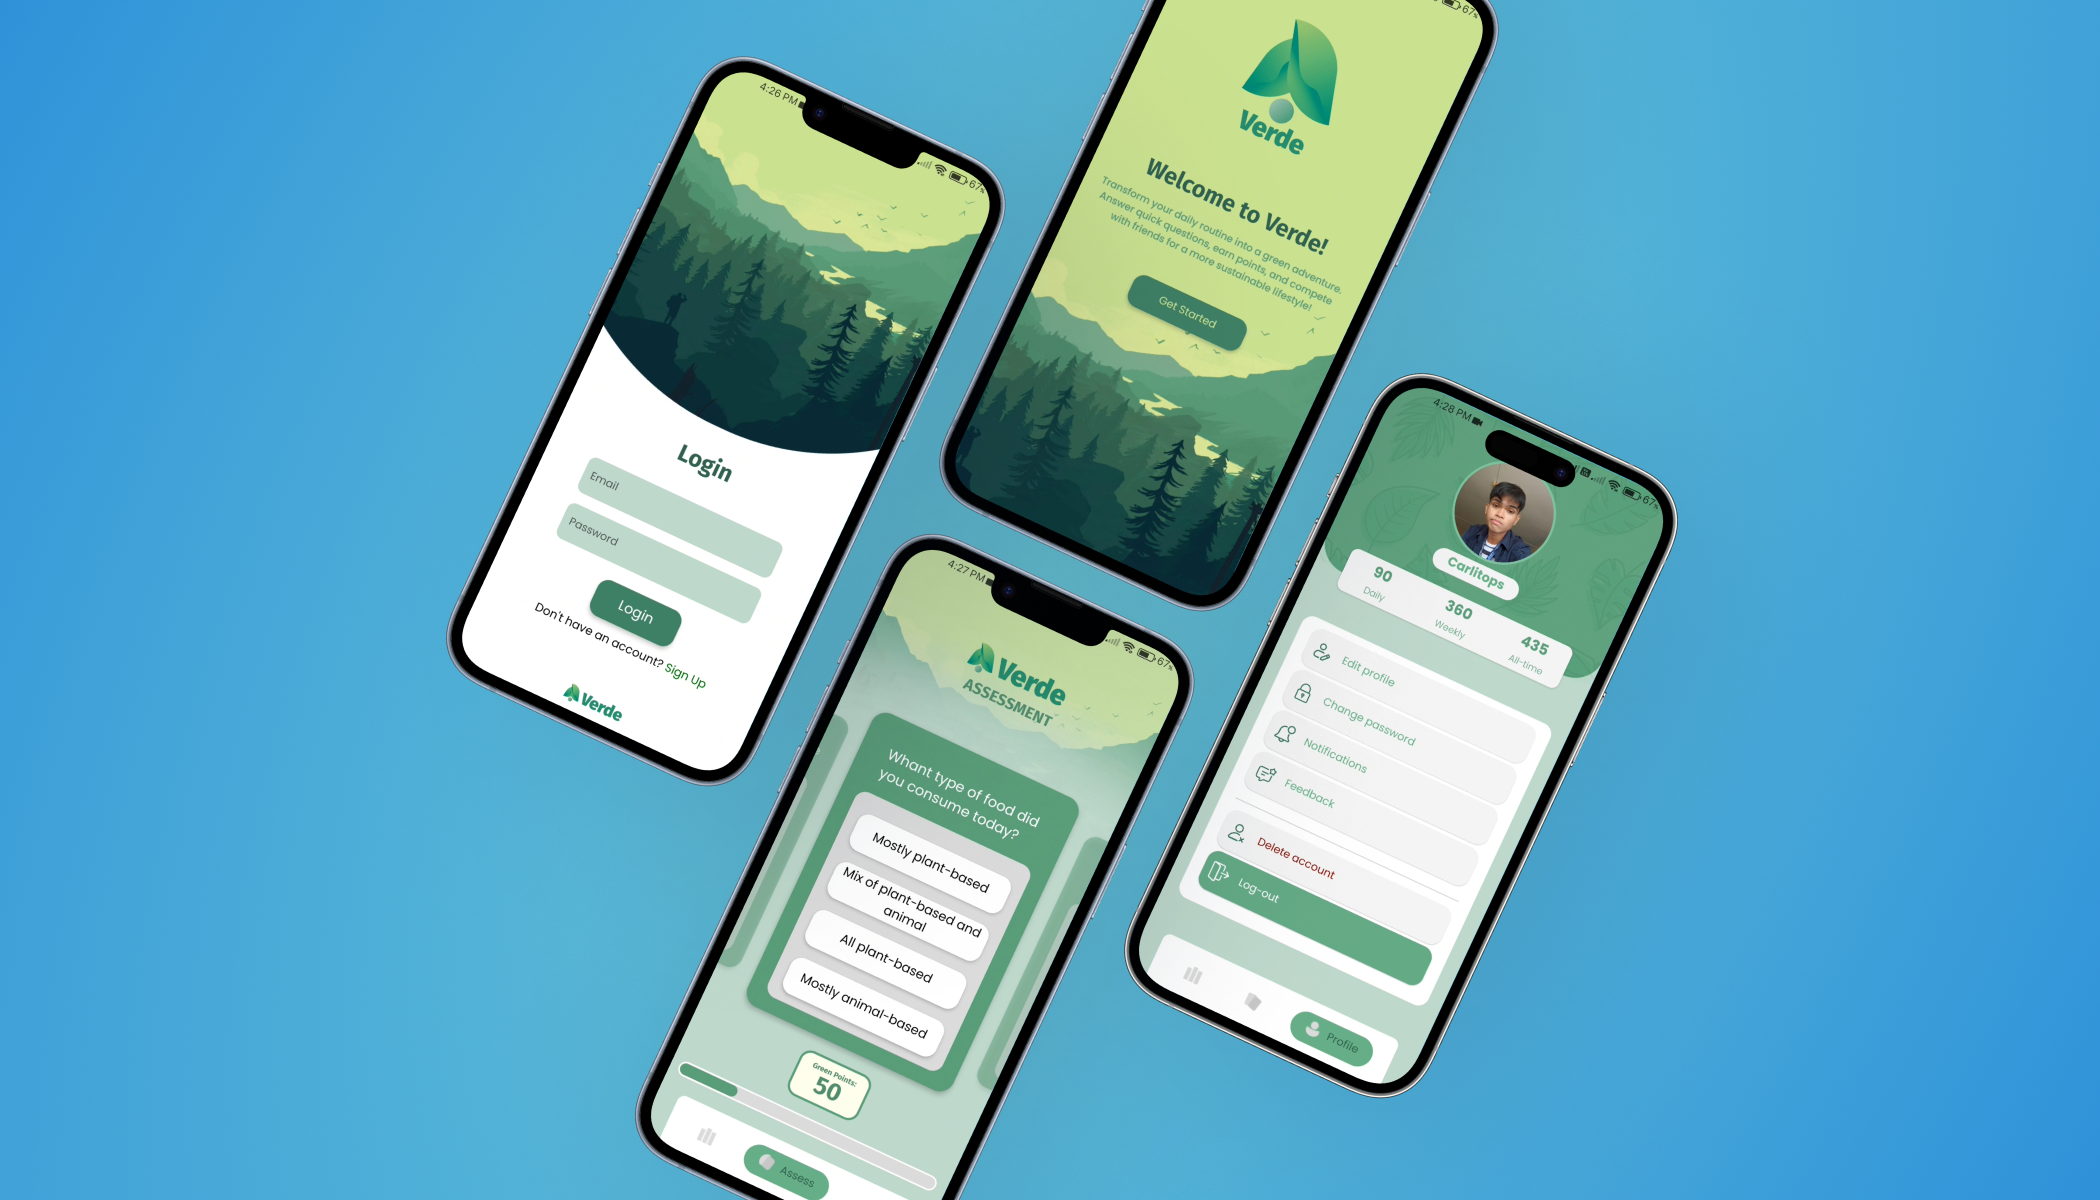 4:26 PM
67%
Login
Email
Password
Login
Don't have an account? Sign Up
Verde
67%
Verde
Welcome to Verde!
Transform your daily routine into a green adventure.
Answer quick questions, earn points, and compete
with friends for a more sustainable lifestyle!
Get Started
4:27 PM
67%
Verde
ASSESSMENT
Whant type of food did
you consume today?
Mostly plant-based
Mix of plant-based and
animal
All plant-based
Mostly animal-based
Green Points:
50
Assess
4:28 PM
67%
Carlitops
90
Daily
360
Weekly
435
All-time
Edit profile
Change password
Notifications
Feedback
Delete account
Log-out
Profile